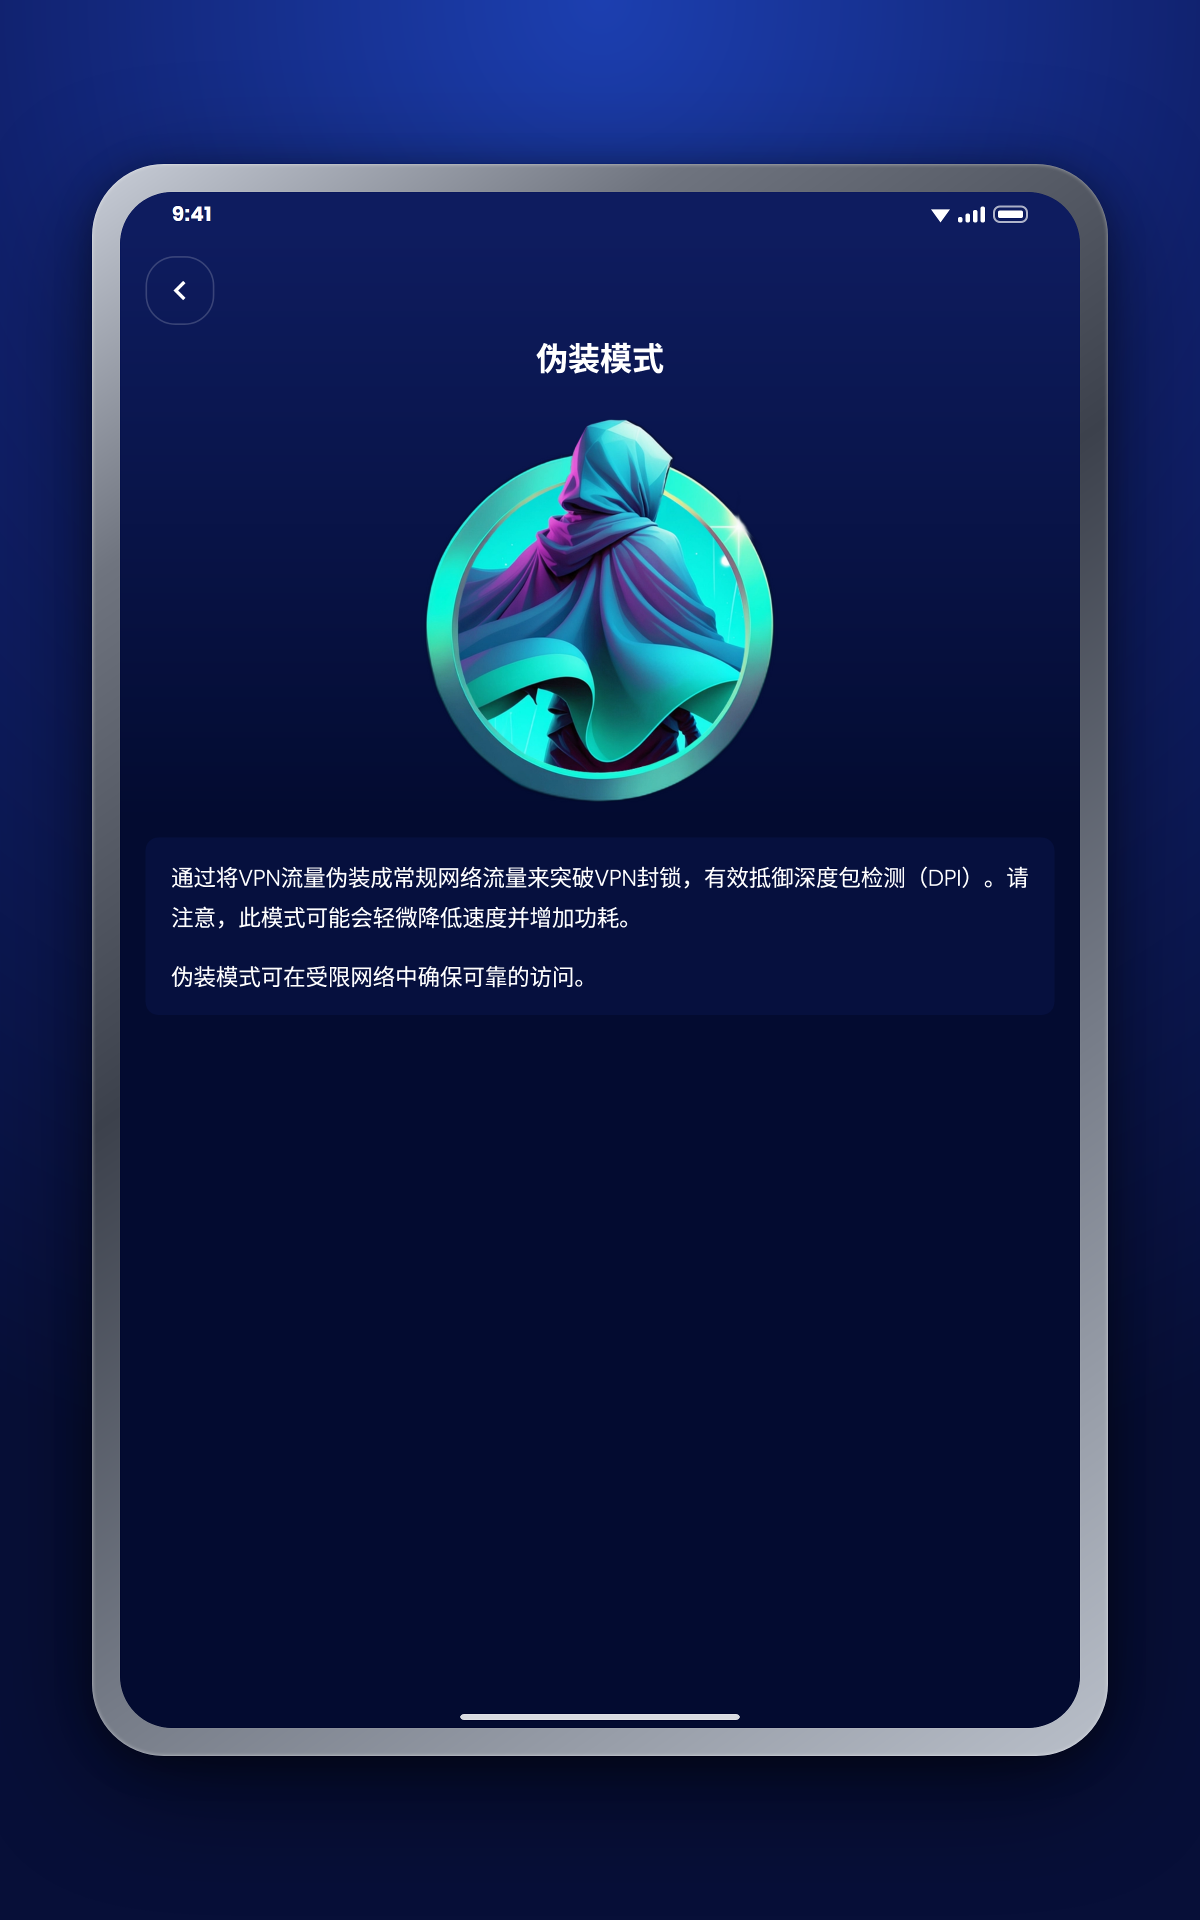 9:41
伪装模式
通过将VPN流量伪装成常规网络流量来突破VPN封锁，有效抵御深度包检测（DPI）。请
注意，此模式可能会轻微降低速度并增加功耗。
伪装模式可在受限网络中确保可靠的访问。